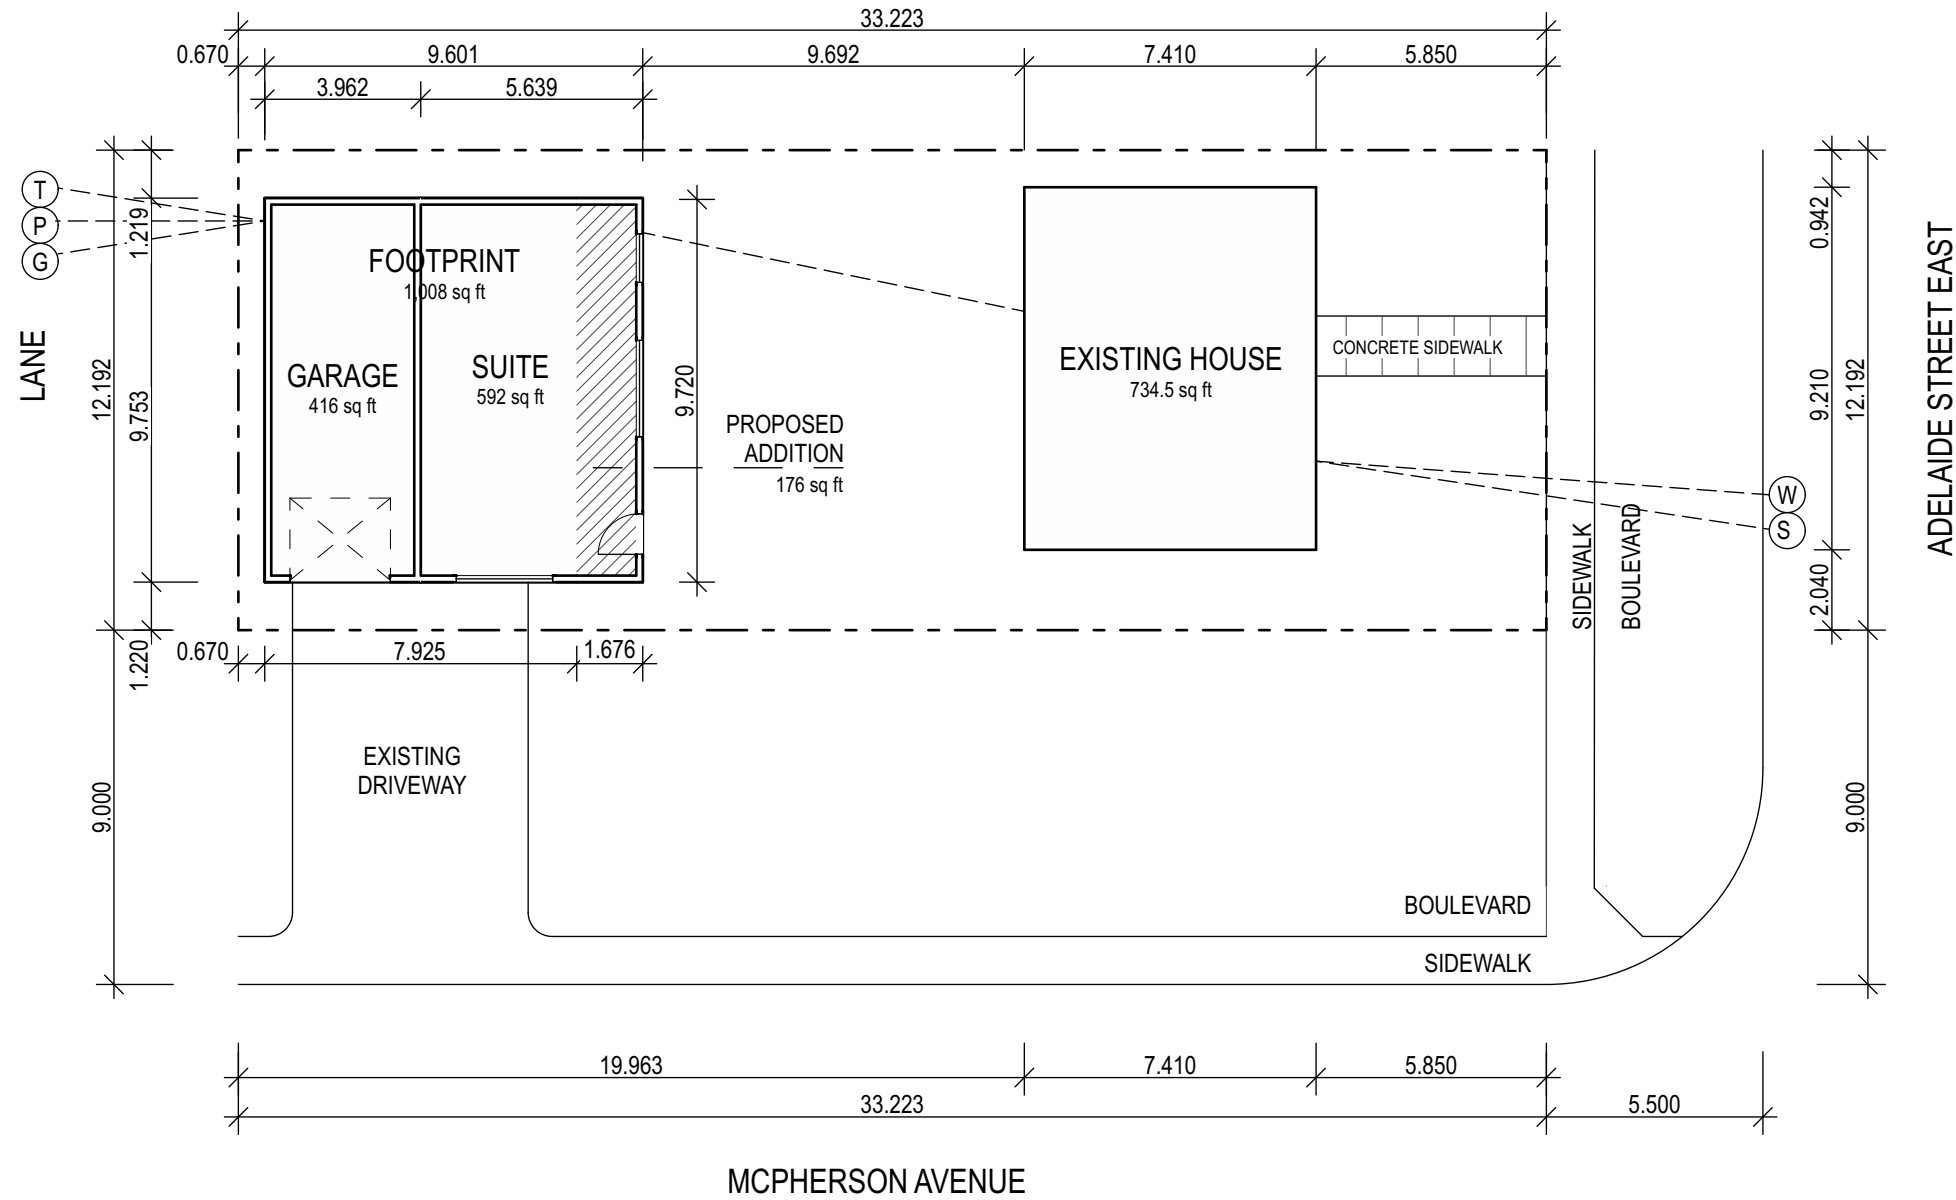 33.223
0.670 9.601 9.692 7.410 5.850
3.962 5.639
T
P
G
LANE
12.192
1.219
9.753
1.220
9.000
FOOTPRINT
1,008 sq ft
GARAGE
416 sq ft
SUITE
592 sq ft
9.720
PROPOSED
ADDITION
176 sq ft
EXISTING HOUSE
734.5 sq ft
CONCRETE SIDEWALK
W
S
SIDEWALK
BOULEVARD
0.942
9.210
2.040
12.192
9.000
ADELAIDE STREET EAST
0.670 7.925 1.676
EXISTING
DRIVEWAY
BOULEVARD
SIDEWALK
19.963 7.410 5.850
33.223 5.500
MCPHERSON AVENUE